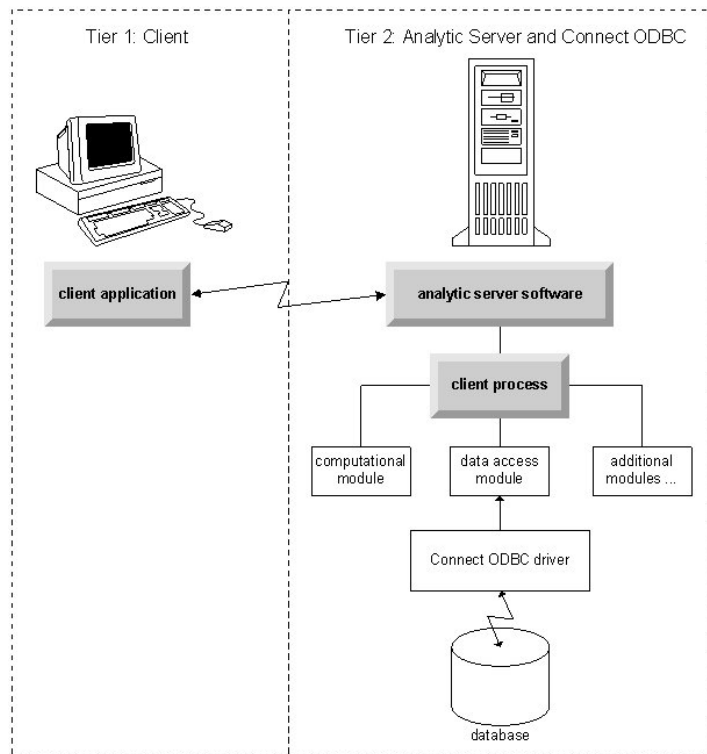 Tier 1: Client
Tier 2: Analytic Server and Connect ODBC
client application
analytic server software
client process
computational
module
data access
module
additional
modules ...
Connect ODBC driver
database